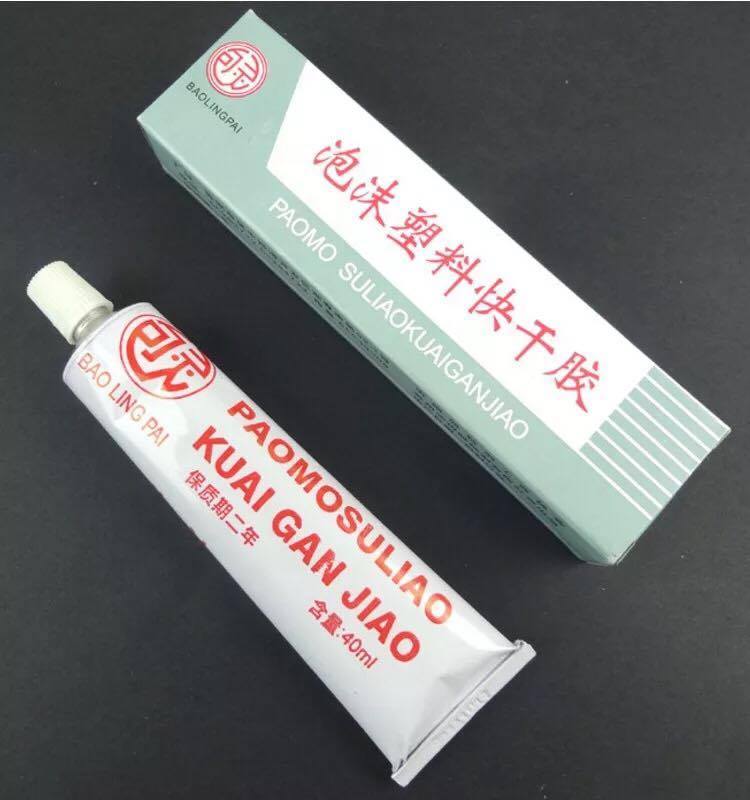 BAOLINGPAI
泡沫塑料快干胶
PAOMO SULIAOKUAIGANJIAO
BAO LING PAI
PAOMOSULIAO
KUAI GAN JIAO
保质期二年
含量:40ml